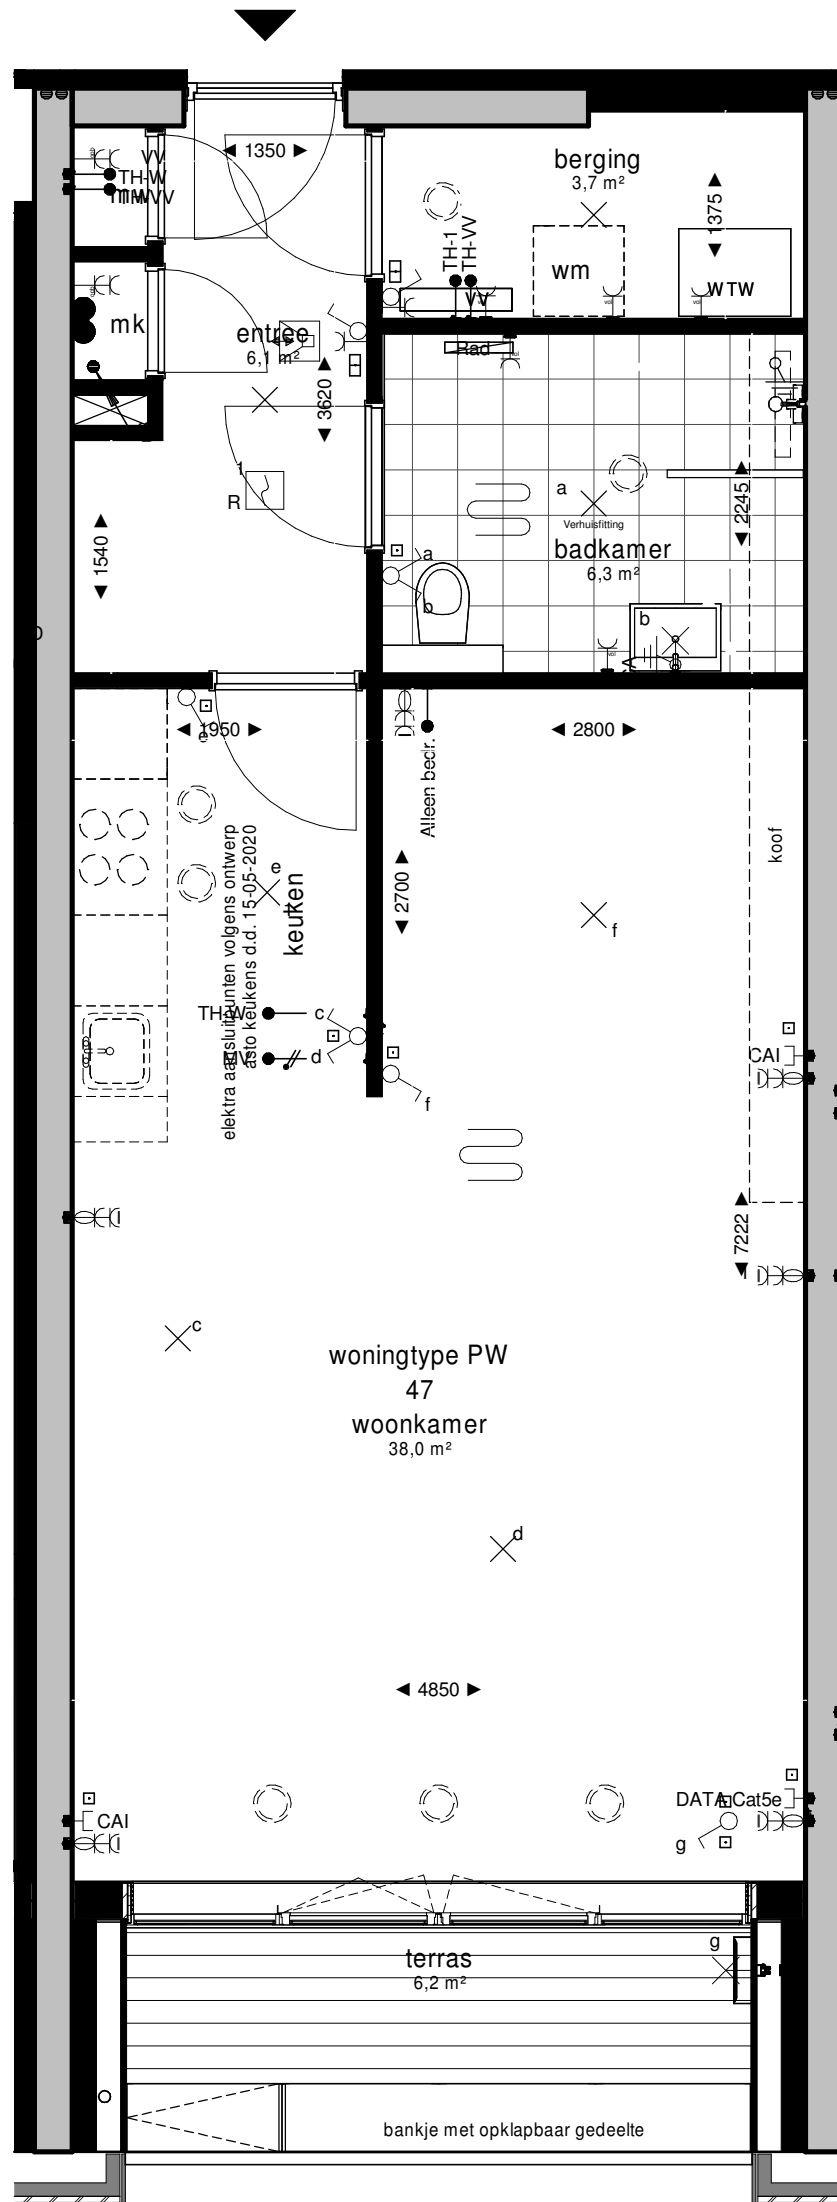 1350
berging
3,7 m²
1375
VV
TH-W
TH-VV
TH-1
TH-VV
wm
WTW
VV
mk
entree
6,1 m²
Rad
3620
1
R
a
Verhuisfitting
badkamer
6,3 m²
2245
1540
a
b
b
A
1950
e
2800
Alleen bedr.
koof
2700
e
f
keuken
elektra aansluitpunten volgens ontwerp
asto keukens d.d. 15-05-2020
TH-W
c
MV
d
f
CAI
7222
c
woningtype PW
47
woonkamer
38,0 m²
d
4850
CAI
DATA Cat5e
g
terras
6,2 m²
g
bankje met opklapbaar gedeelte